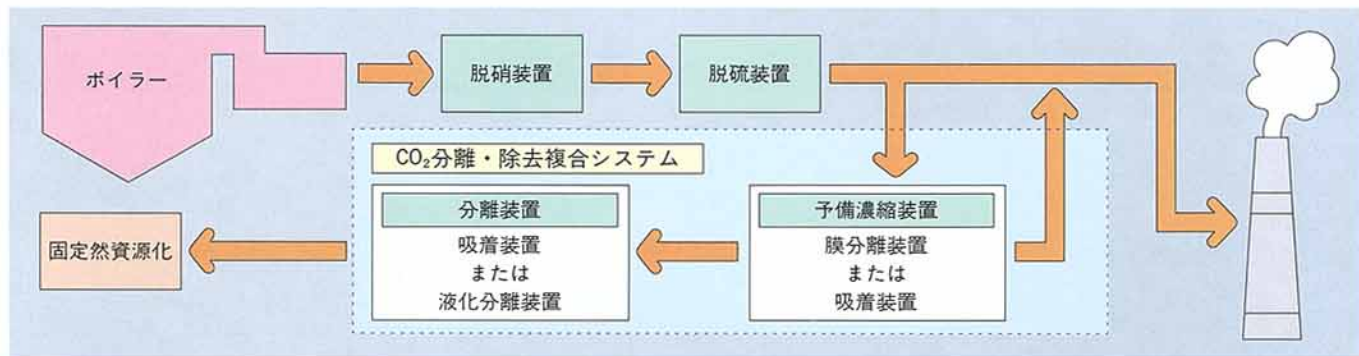 ボイラー
脱硝装置
脱硫装置
CO₂分離・除去複合システム
分離装置
吸着装置
または
液化分離装置
予備濃縮装置
膜分離装置
または
吸着装置
固定然資源化